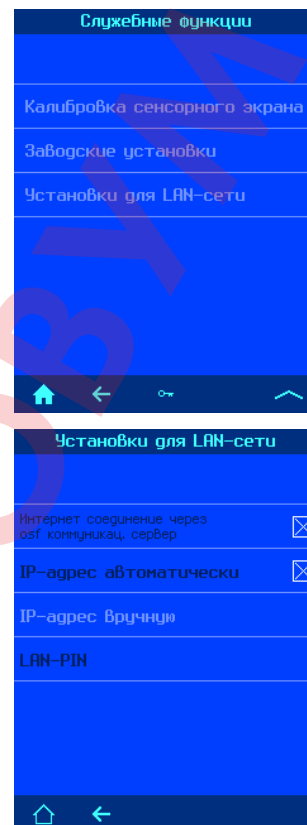 Служебные функции
Калибровка сенсорного экрана
Заводские установки
Установки для LAN-сети
Установки для LAN-сети
Интернет соединение через
osf коммуникац. сервер
IP-адрес автоматически
IP-адрес вручную
LAN-PIN